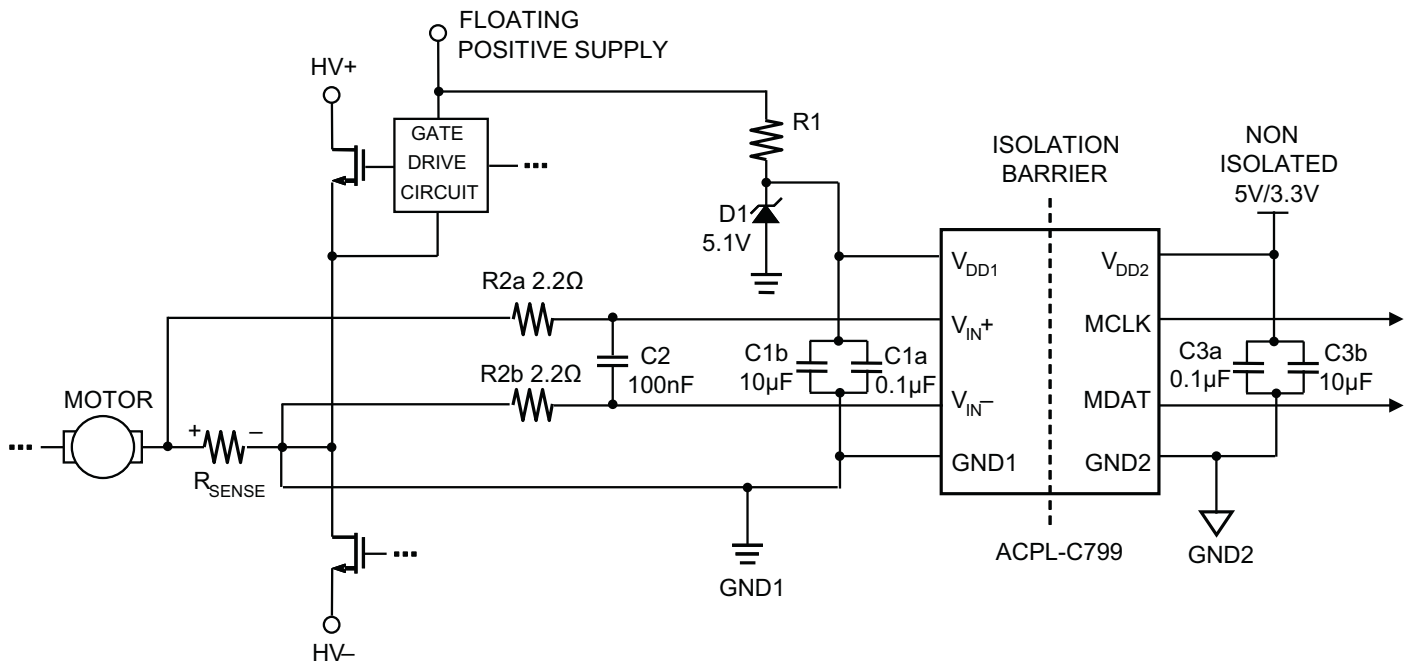 FLOATING
POSITIVE SUPPLY
HV+
GATE
DRIVE
CIRCUIT
...
R1
ISOLATION
BARRIER
NON
ISOLATED
5V/3.3V
D1
5.1V
R2a 2.2Ω
VDD1
VDD2
VIN+
MCLK
C2
100nF
R2b 2.2Ω
C1b
10µF
C1a
0.1µF
C3a
0.1µF
C3b
10µF
MOTOR
VIN–
MDAT
...
+
–
RSENSE
GND1
GND2
...
GND1
ACPL-C799
GND2
HV–